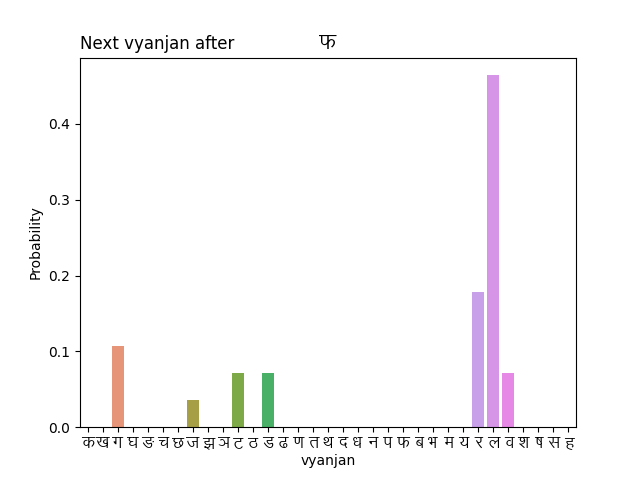 Next vyanjan after फ
Probability
0.4
0.3
0.2
0.1
0.0
क ख ग घ ङ च छ ज झ ञ ट ठ ड ढ ण त थ द ध न प फ ब भ म य र ल व श ष स ह
vyanjan